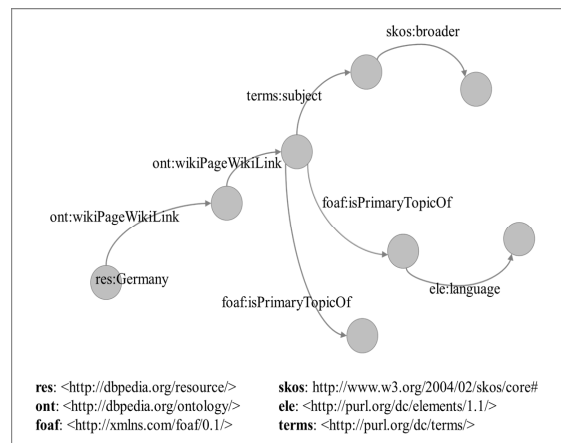 skos:broader
terms:subject
ont:wikiPageWikiLink
foaf:isPrimaryTopicOf
ont:wikiPageWikiLink
res:Germany
ele:language
foaf:isPrimaryTopicOf
res: <http://dbpedia.org/resource/>
ont: <http://dbpedia.org/ontology/>
foaf: <http://xmlns.com/foaf/0.1/>
skos: http://www.w3.org/2004/02/skos/core#
ele: <http://purl.org/dc/elements/1.1/>
terms: <http://purl.org/dc/terms/>